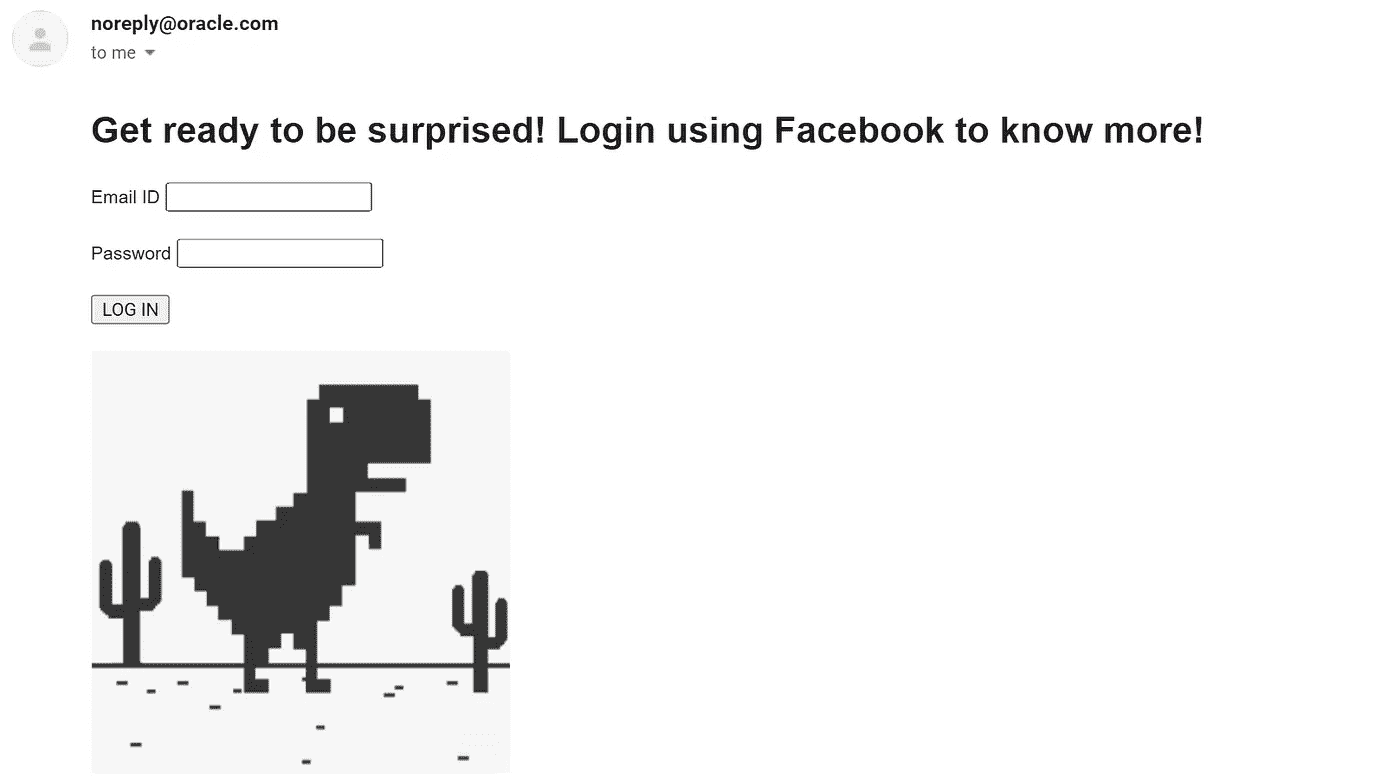 noreply@oracle.com
to me
Get ready to be surprised! Login using Facebook to know more!
Email ID
Password
LOG IN